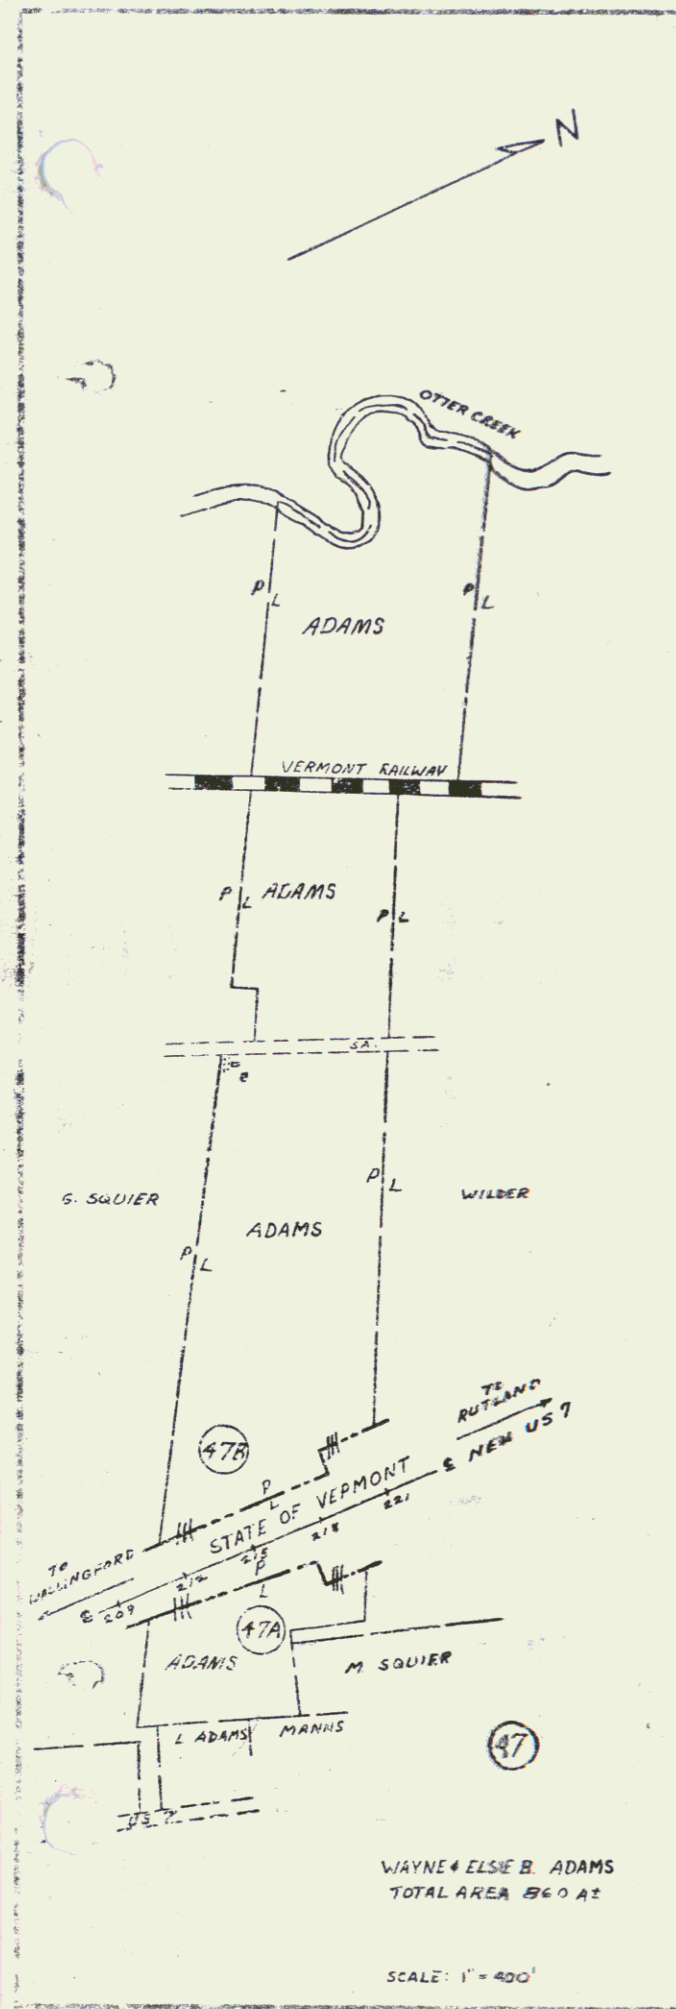 N
OTTER CREEK
P L
P L
ADAMS
VERMONT RAILWAY
P L
ADAMS
P L
S.A.
P L
G. SQUIER
WILDER
ADAMS
P L
TO
RUTLAND
NEW US 7
47B
P L
STATE OF VERMONT
TO
WALLINGFORD
209 212 215 218 221
P L
47A
ADAMS
M. SQUIER
L ADAMS
MANNS
47
US 7
WAYNE & ELSIE B. ADAMS
TOTAL AREA 86.0 A±
SCALE: 1" = 400'